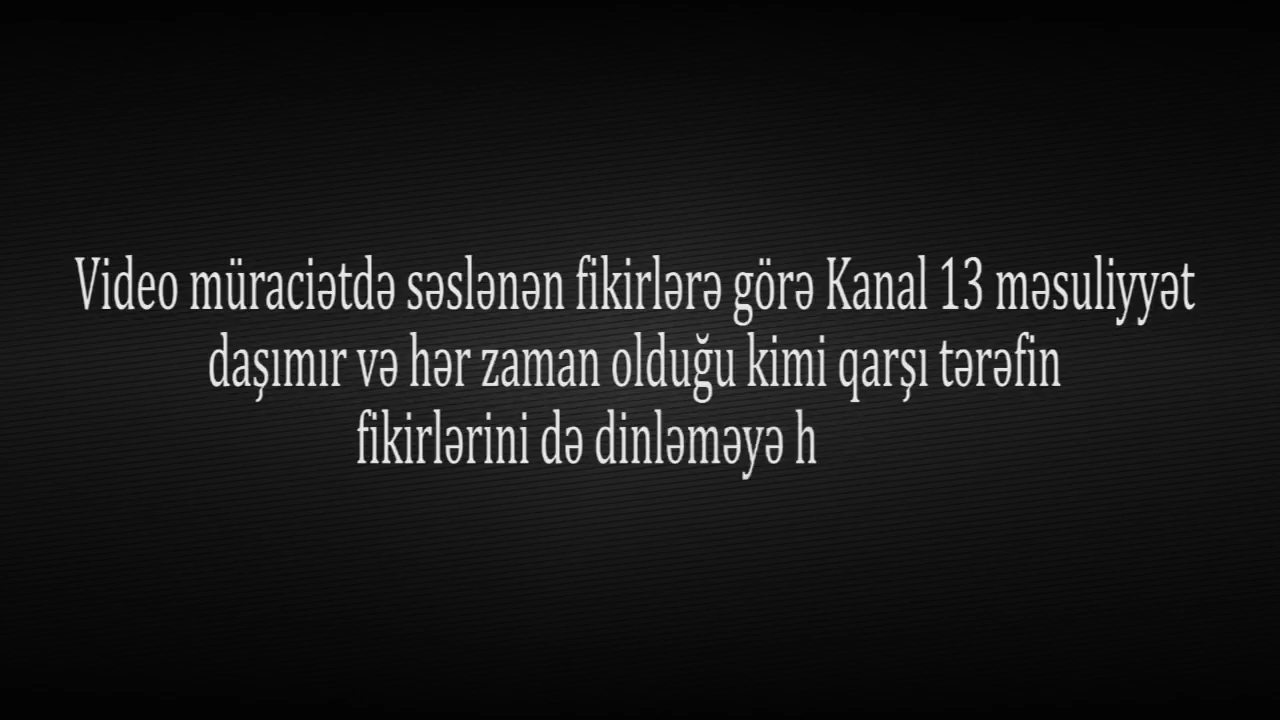 Video müraciətdə səslənən fikirlərə görə Kanal 13 məsuliyyət
daşımır və hər zaman olduğu kimi qarşı tərəfin
fikirlərini də dinləməyə h